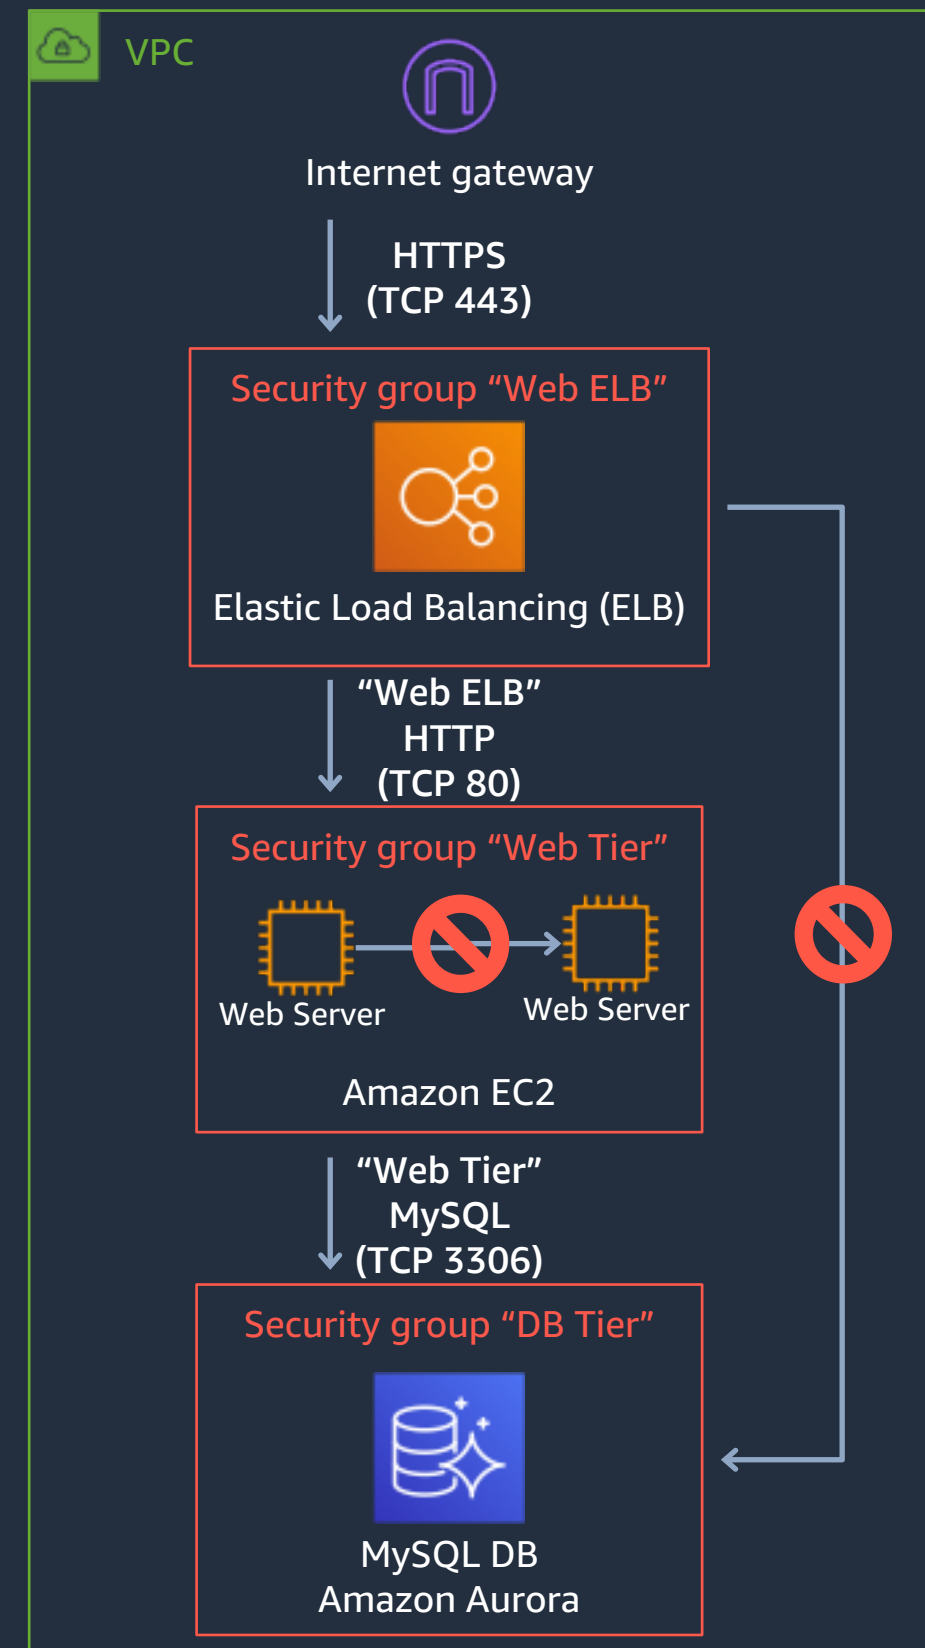 VPC
Internet gateway
HTTPS
(TCP 443)
Security group “Web ELB”
Elastic Load Balancing (ELB)
“Web ELB”
HTTP
(TCP 80)
Security group “Web Tier”
Web Server
Web Server
Amazon EC2
“Web Tier”
MySQL
(TCP 3306)
Security group “DB Tier”
MySQL DB
Amazon Aurora